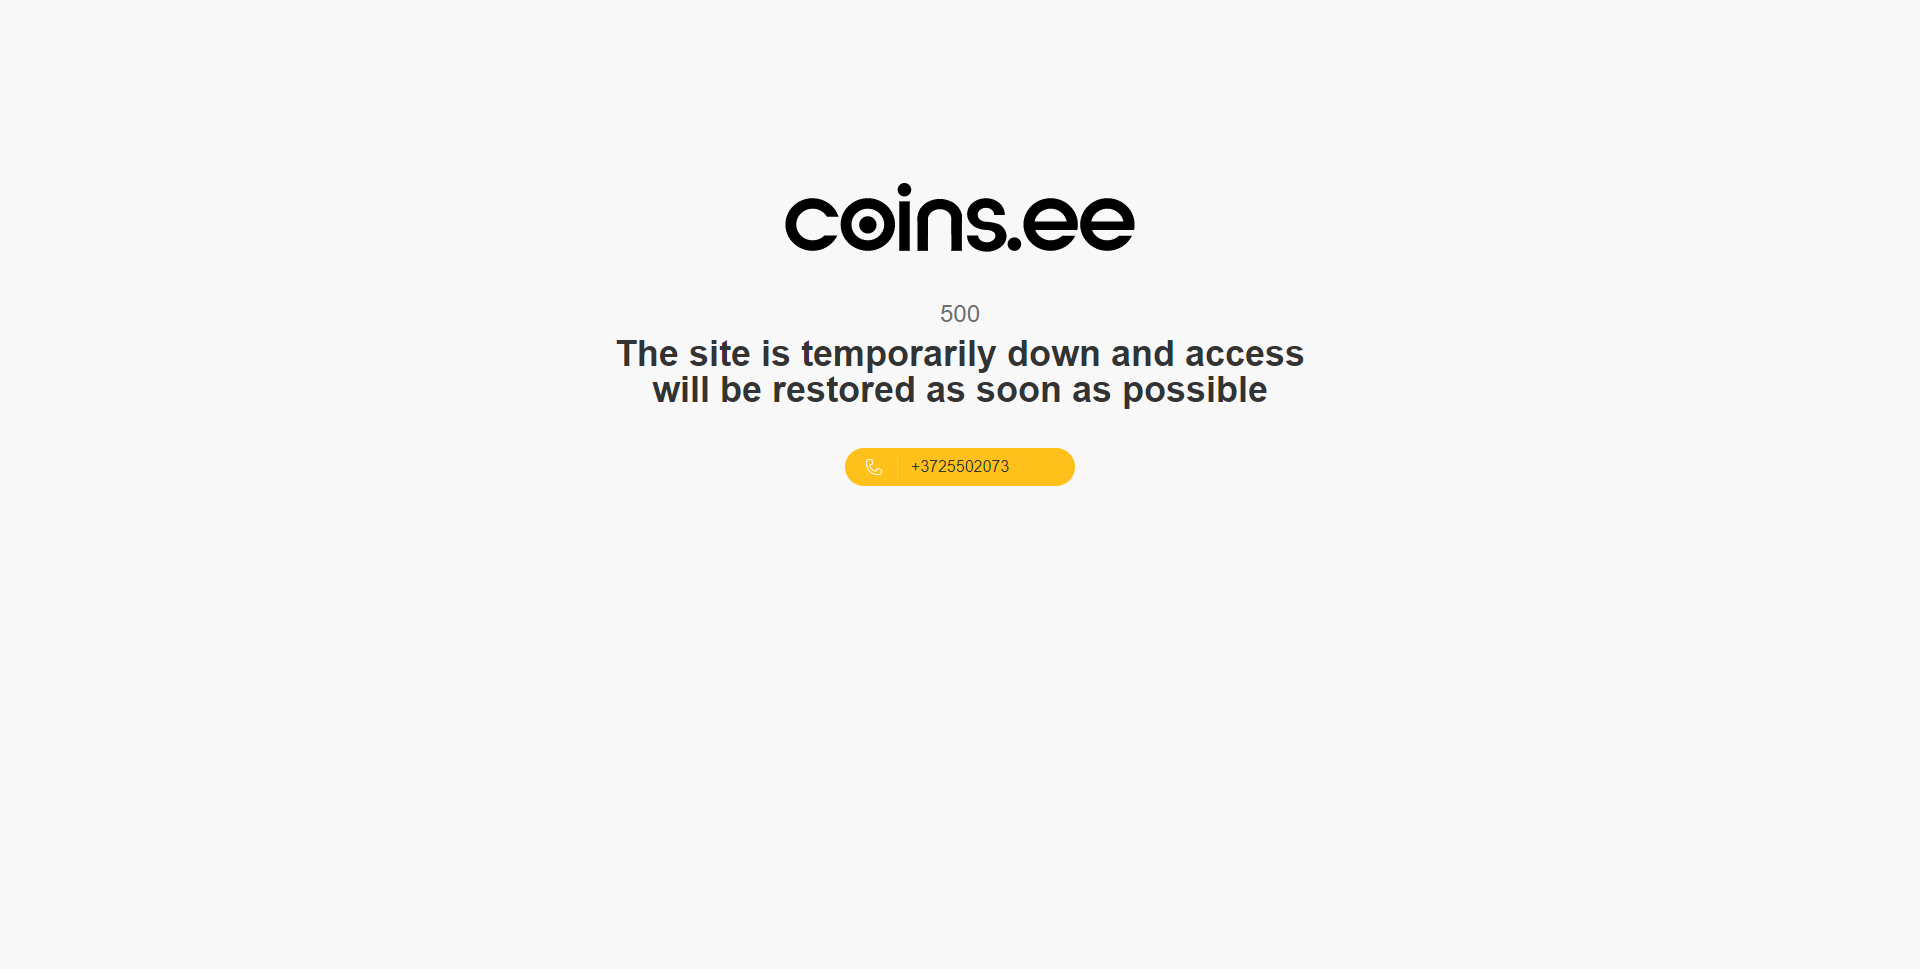 coins.ee
500
The site is temporarily down and access
will be restored as soon as possible
+3725502073